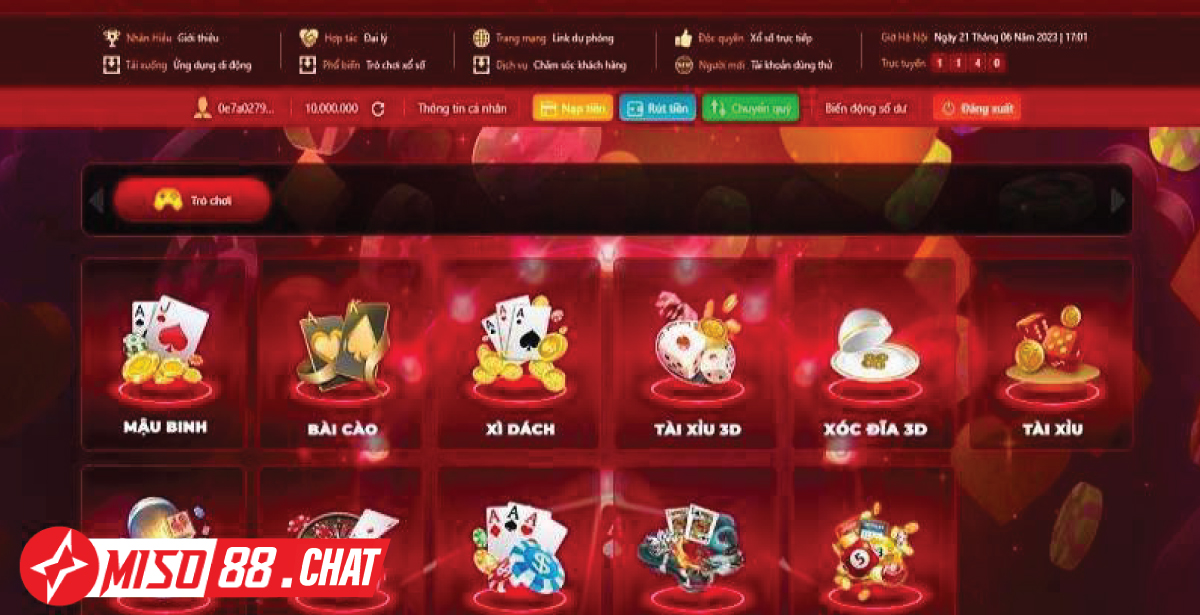 Nhãn Hiệu Giới thiệu
Hợp tác Đại lý
Trang mạng Link dự phòng
Độc quyền Xổ số trực tiếp
Giờ Hà Nội Ngày 21 Tháng 06 Năm 2023 | 17:01
Tải xuống Ứng dụng di động
Phổ biến Trò chơi xổ số
Dịch vụ Chăm sóc khách hàng
Người mới Tài khoản dùng thử
Trực tuyến 1 1 4 0
0e7a0279...
10.000.000
Thông tin cá nhân
Nạp tiền
Rút tiền
Chuyển quỹ
Biến động số dư
Đăng xuất
Trò chơi
MẬU BINH
BÀI CÀO
XÌ DÁCH
TÀI XỈU 3D
XÓC ĐĨA 3D
TÀI XỈU
MISO 88.CHAT